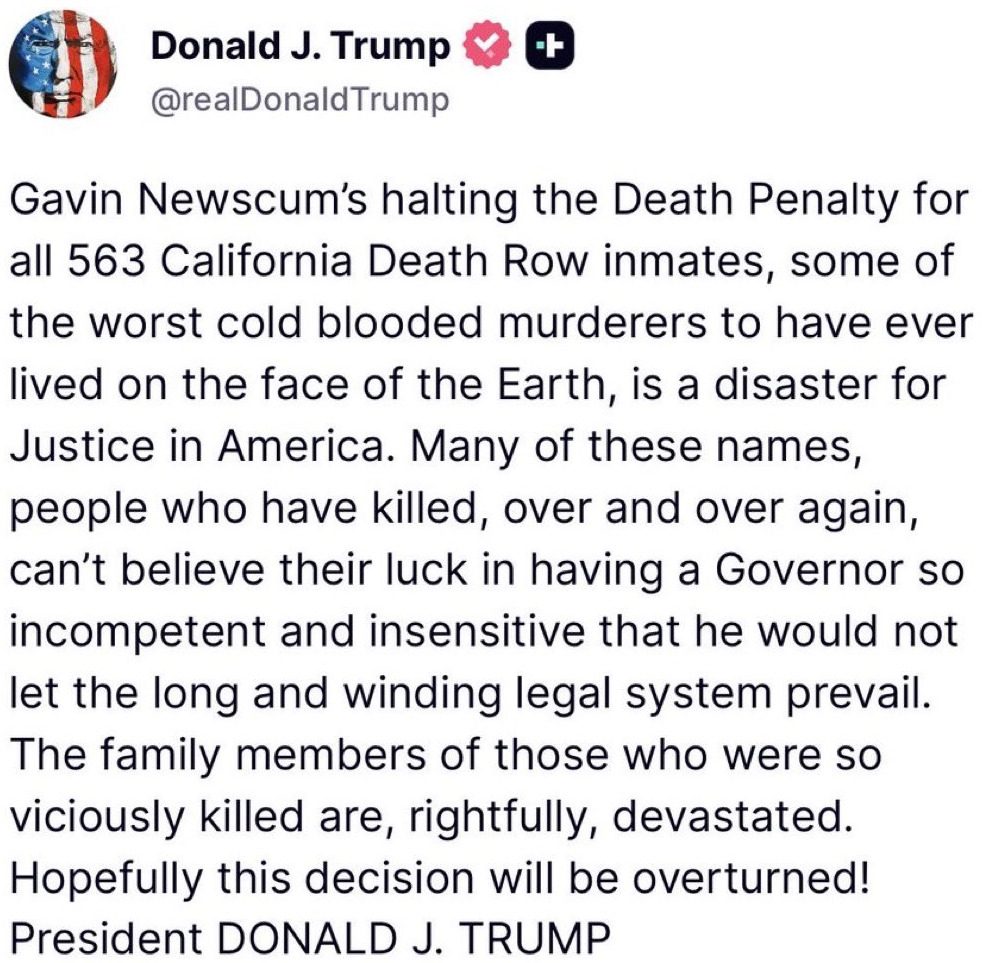 Donald J. Trump
@realDonaldTrump
Gavin Newscum’s halting the Death Penalty for
all 563 California Death Row inmates, some of
the worst cold blooded murderers to have ever
lived on the face of the Earth, is a disaster for
Justice in America. Many of these names,
people who have killed, over and over again,
can’t believe their luck in having a Governor so
incompetent and insensitive that he would not
let the long and winding legal system prevail.
The family members of those who were so
viciously killed are, rightfully, devastated.
Hopefully this decision will be overturned!
President DONALD J. TRUMP